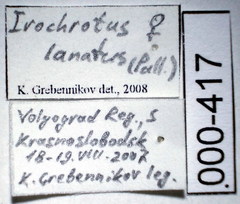 Irochrotus ♀
lanatus (Pall.)
K. Grebennikov det., 2008
Volgograd Reg., S
Krasnoslobodsk
18-19.VIII.2007
K. Grebennikov leg.
.000-417